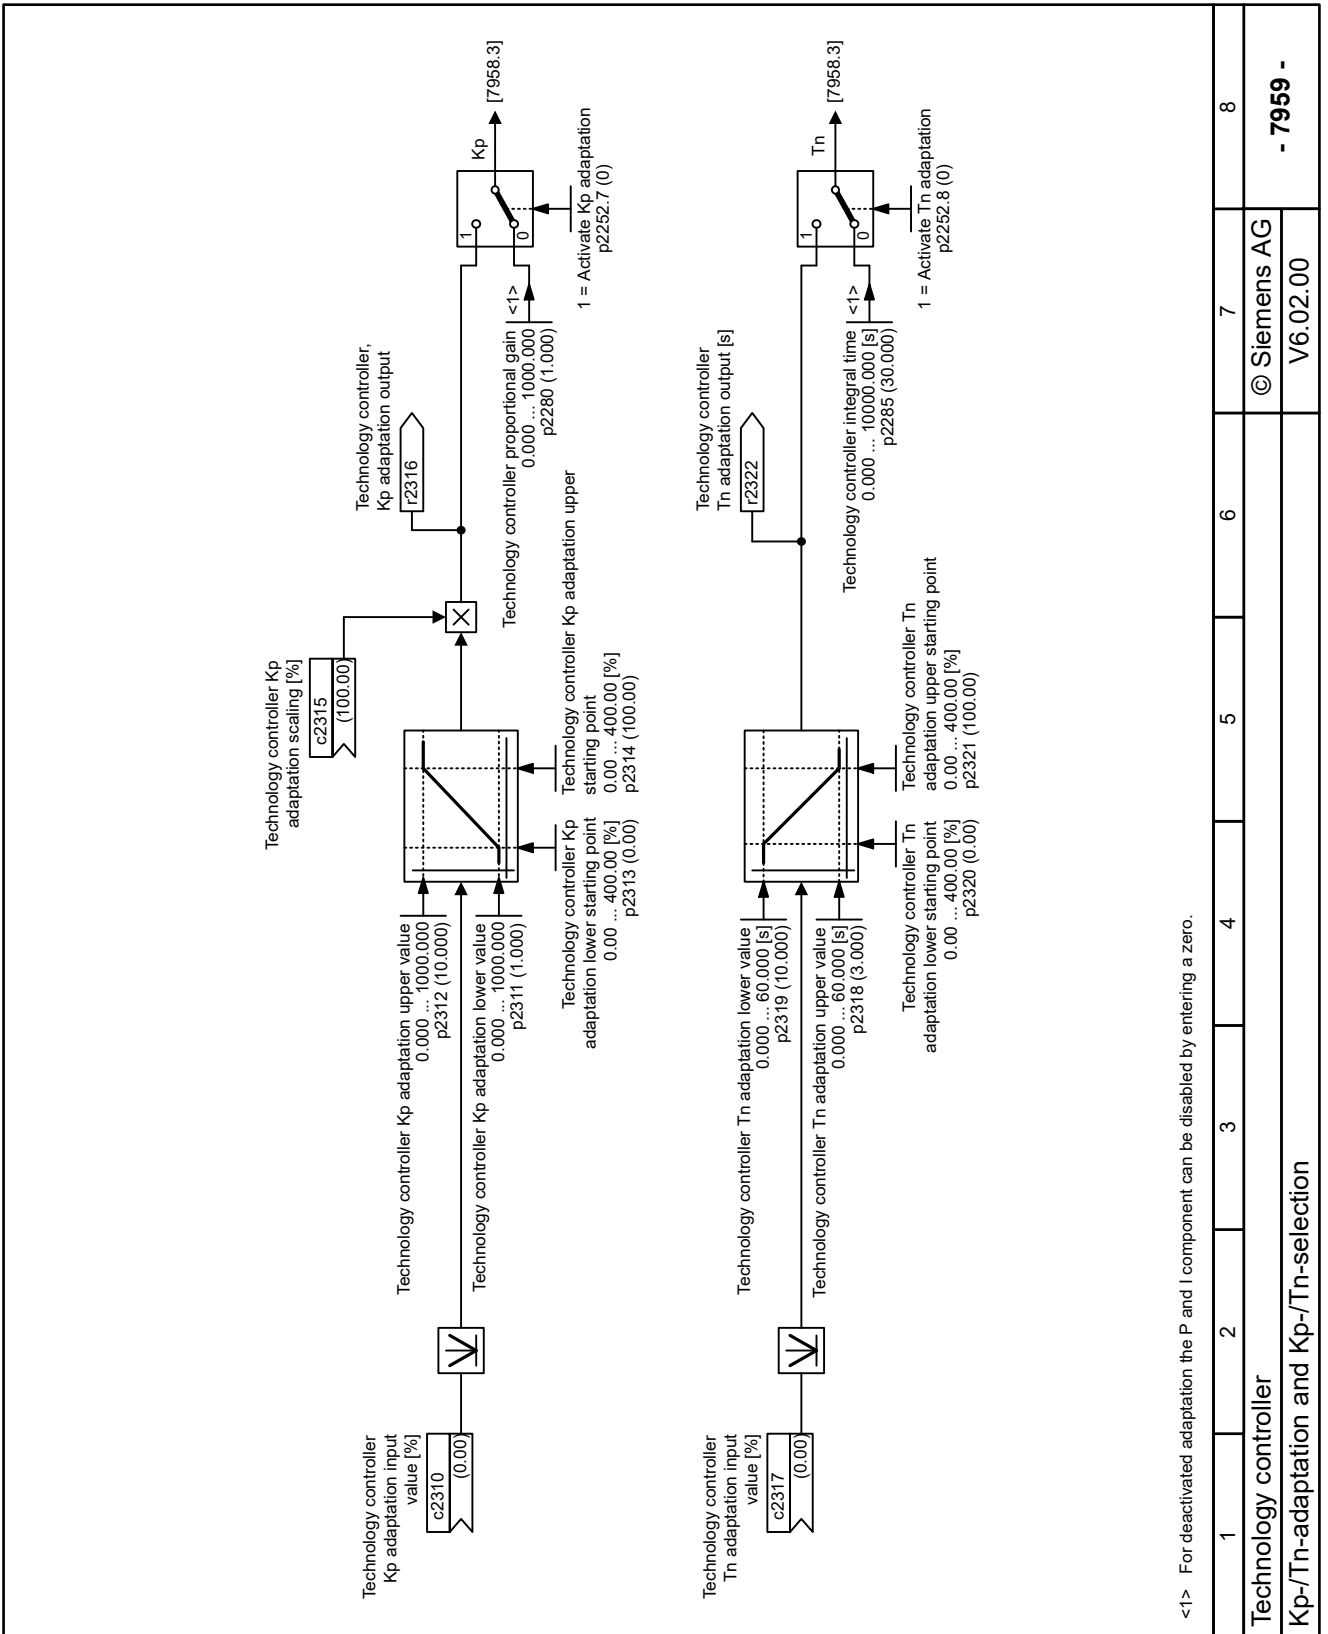 Technology controller
Kp adaptation input
value [%]
c2310
(0.00)
Technology controller Kp adaptation upper value
0.000 ... 1000.000
p2312 (10.000)
Technology controller Kp adaptation lower value
0.000 ... 1000.000
p2311 (1.000)
Technology controller Kp
adaptation lower starting point
0.00 ... 400.00 [%]
p2313 (0.00)
Technology controller Kp adaptation upper
starting point
0.00 ... 400.00 [%]
p2314 (100.00)
Technology controller Kp
adaptation scaling [%]
c2315
(100.00)
Technology controller,
Kp adaptation output
r2316
Technology controller proportional gain
0.000 ... 1000.000
p2280 (1.000)
<1>
1
0
Kp
[7958.3]
1 = Activate Kp adaptation
p2252.7 (0)
Technology controller
Tn adaptation input
value [%]
c2317
(0.00)
Technology controller Tn adaptation lower value
0.000 ... 60.000 [s]
p2319 (10.000)
Technology controller Tn adaptation upper value
0.000 ... 60.000 [s]
p2318 (3.000)
Technology controller Tn
adaptation lower starting point
0.00 ... 400.00 [%]
p2320 (0.00)
Technology controller Tn
adaptation upper starting point
0.00 ... 400.00 [%]
p2321 (100.00)
Technology controller
Tn adaptation output [s]
r2322
Technology controller integral time
0.000 ... 10000.000 [s]
p2285 (30.000)
<1>
1
0
Tn
[7958.3]
1 = Activate Tn adaptation
p2252.8 (0)
<1> For deactivated adaptation the P and I component can be disabled by entering a zero.
1 2 3 4 5 6 7 8
Technology controller
© Siemens AG
- 7959 -
Kp-/Tn-adaptation and Kp-/Tn-selection
V6.02.00